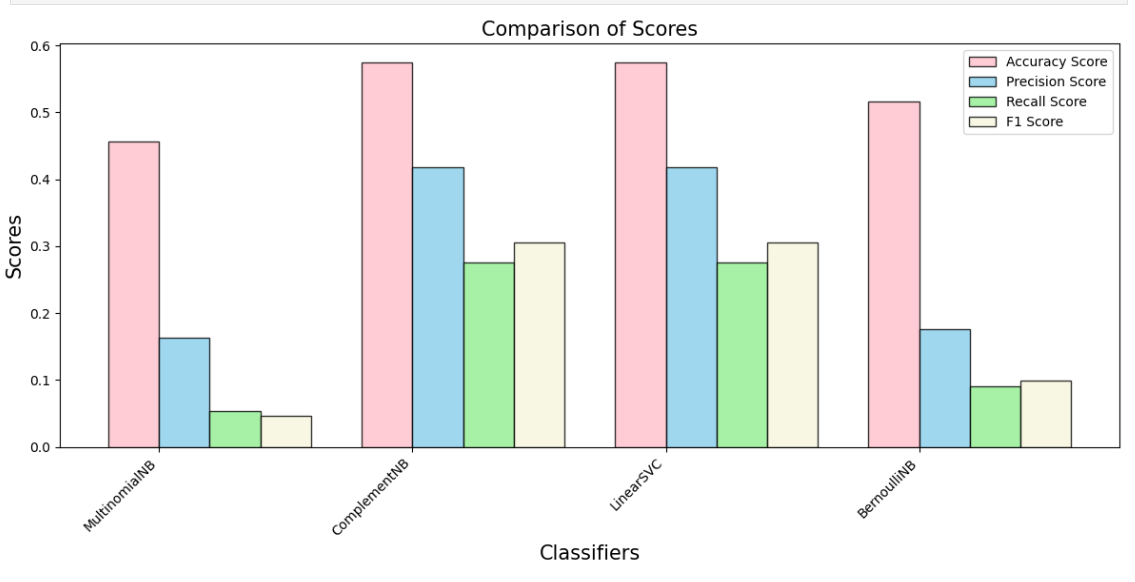 Comparison of Scores
0.6
0.5
0.4
0.3
0.2
0.1
0.0
Scores
Accuracy Score
Precision Score
Recall Score
F1 Score
MultinomialNB
ComplementNB
LinearSVC
BernoulliNB
Classifiers